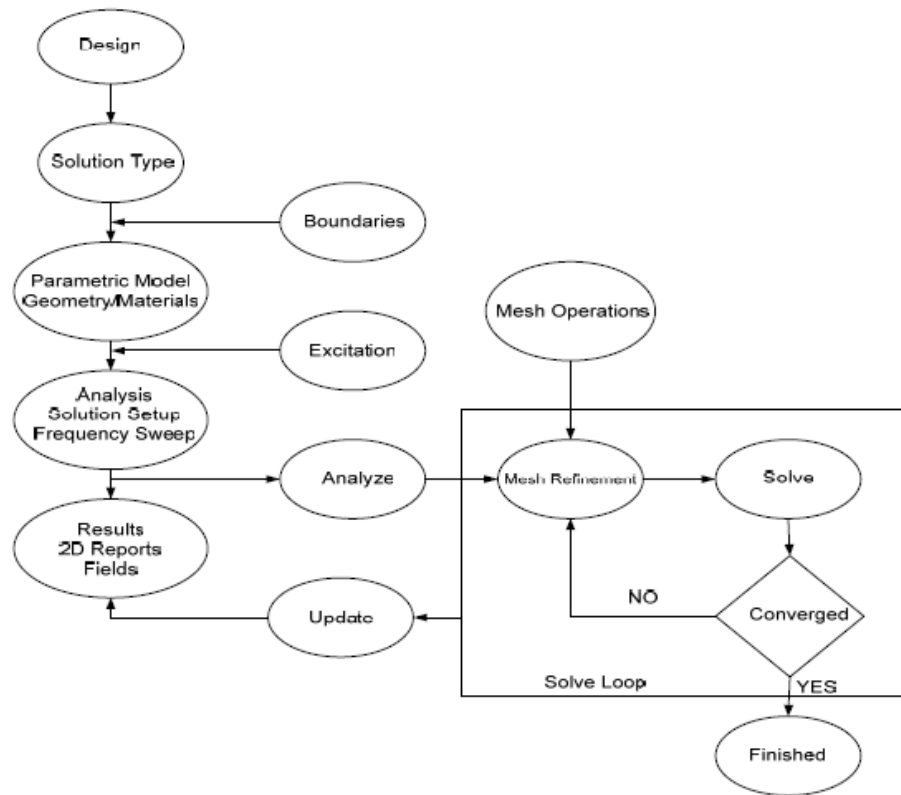 Design
Solution Type
Boundaries
Parametric Model
Geometry/Materials
Mesh Operations
Excitation
Analysis
Solution Setup
Frequency Sweep
Analyze
Mesh Refinement
Solve
Results
2D Reports
Fields
Update
NO
Converged
Solve Loop
YES
Finished